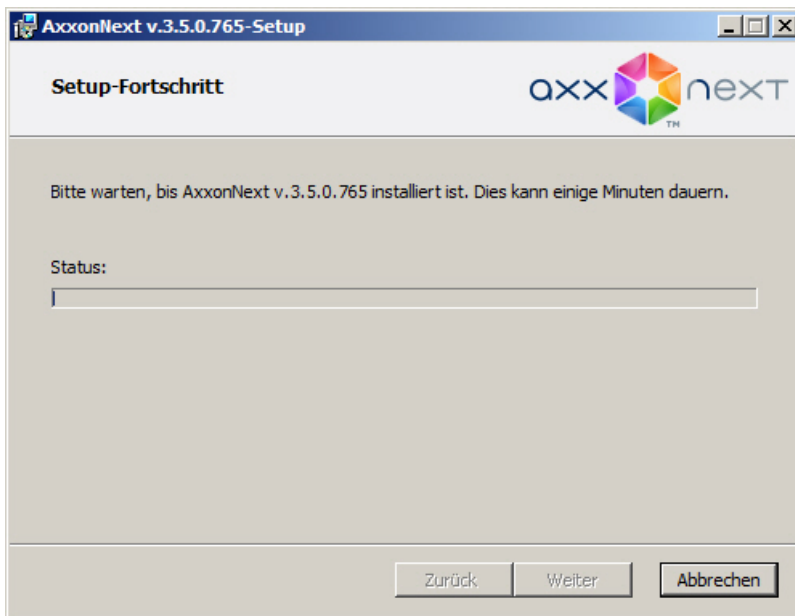 AxxonNext v.3.5.0.765-Setup
Setup-Fortschritt
axx next
TM
Bitte warten, bis AxxonNext v.3.5.0.765 installiert ist. Dies kann einige Minuten dauern.
Status:
Zurück
Weiter
Abbrechen